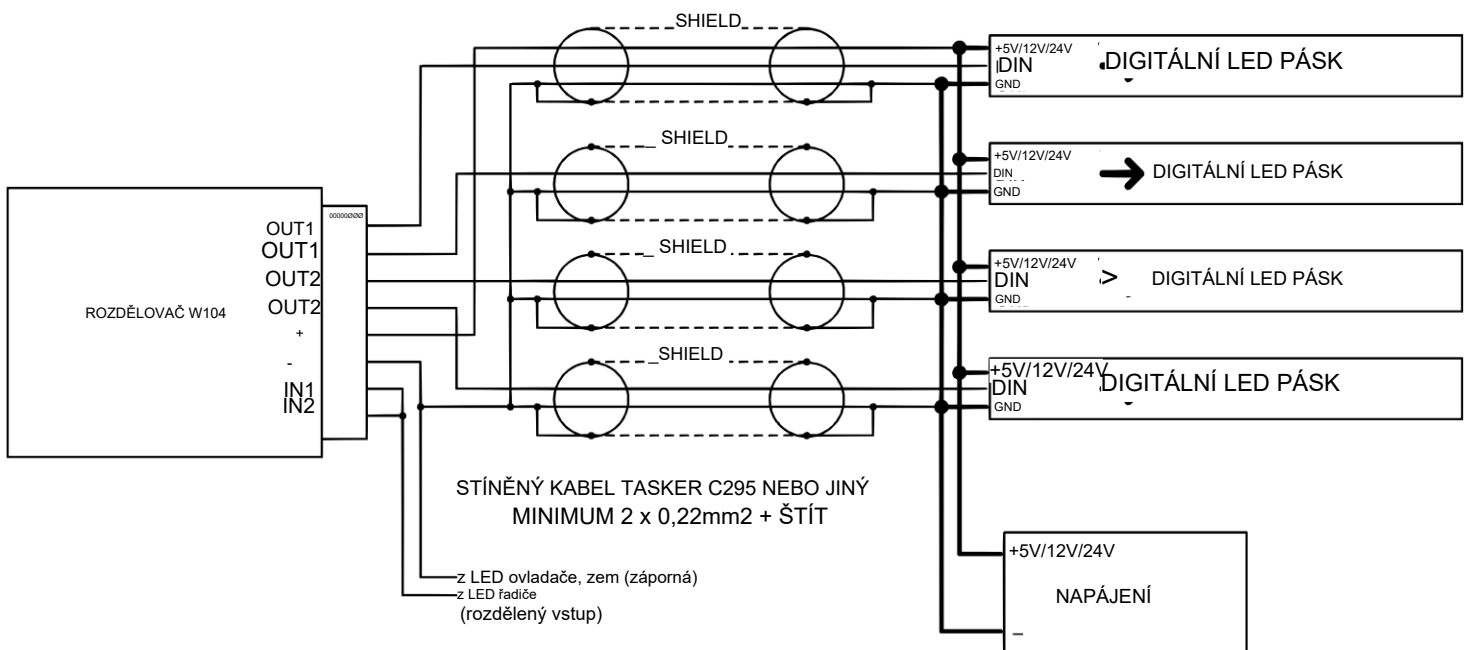 SHIELD
+5V/12V/24V
DIN
GND
DIGITÁLNÍ LED PÁSK
_ SHIELD
+5V/12V/24V
DIN
GND
DIGITÁLNÍ LED PÁSK
_ SHIELD
+5V/12V/24V
DIN
GND
> DIGITÁLNÍ LED PÁSK
_SHIELD
+5V/12V/24V
DIN
GND
DIGITÁLNÍ LED PÁSK
ROZDĚLOVAČ W104
OUT1
OUT1
OUT2
OUT2
+
-
IN1
IN2
STÍNĚNÝ KABEL TASKER C295 NEBO JINÝ
MINIMUM 2 x 0,22mm2 + ŠTÍT
z LED ovladače, zem (záporná)
z LED řadiče
(rozdělený vstup)
+5V/12V/24V
NAPÁJENÍ
–